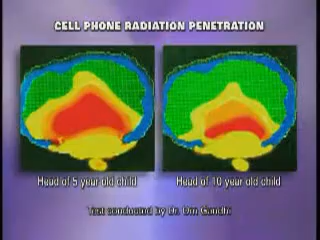 CELL PHONE RADIATION PENETRATION
Head of 5 year old child
Head of 10 year old child
Test conducted by Dr. Om Gandhi